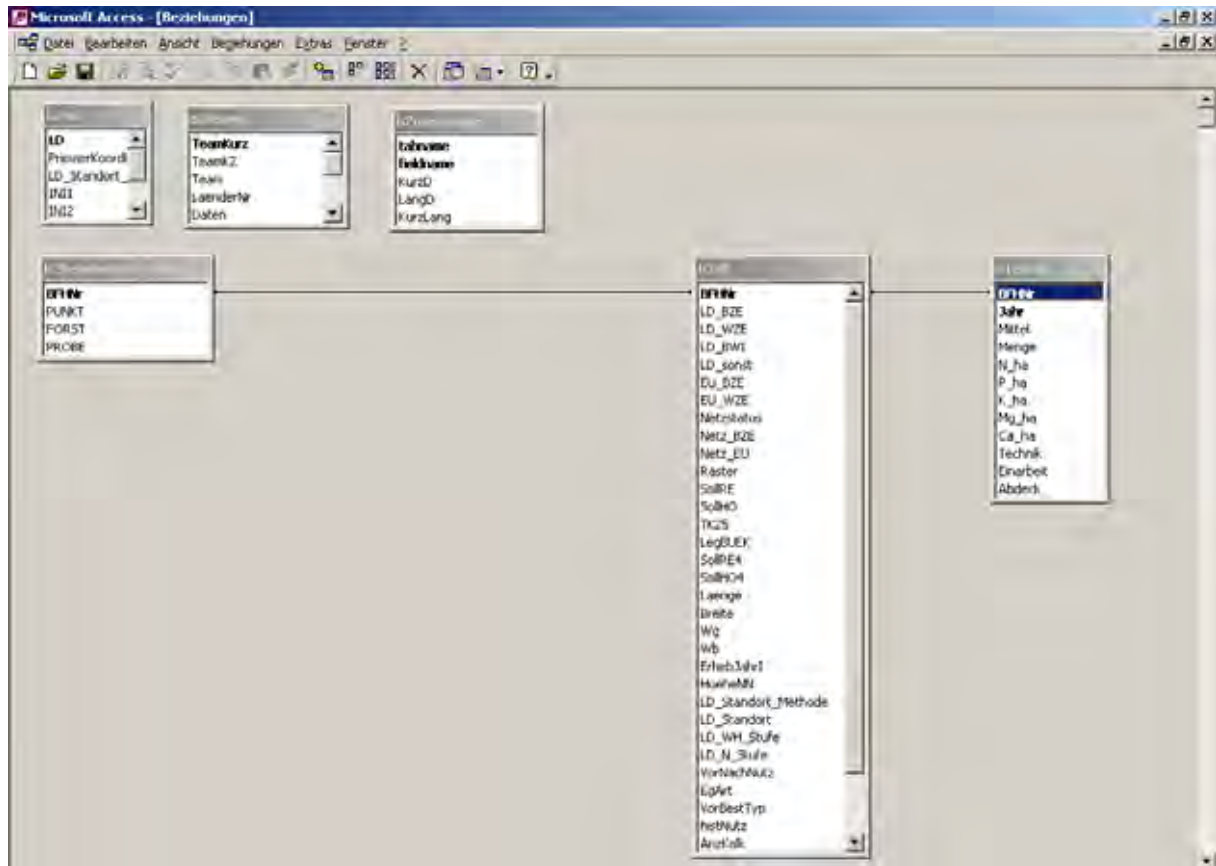 Microsoft Access - [Beziehungen]
Datei Bearbeiten Ansicht Beziehungen Extras Fenster ?
LD
LD_Standort_
INI1
INI2
TeamKurz
TeamKZ
Team
LaenderNr
Daten
tabname
fieldname
KurzD
LangD
KurzLang
BFHNr
PUNKT
FORST
PROBE
BFHNr
LD_BZE
LD_WZE
LD_BWI
LD_sonst
EU_BZE
EU_WZE
Netzstatus
Netz_BZE
Netz_EU
Raster
SollRE
SollHO
TK25
LegBUEK
SollRE4
SollHO4
Laenge
Breite
Wg
Wb
ErhebJahrI
HoeheNN
LD_Standort_Methode
LD_Standort
LD_WH_Stufe
LD_N_Stufe
VorNachNutz
EigArt
VorBestTyp
histNutz
AnzKalk
BFHNr
Jahr
Mittel
Menge
N_ha
P_ha
K_ha
Mg_ha
Ca_ha
Technik
Einarbeit
Abdeck